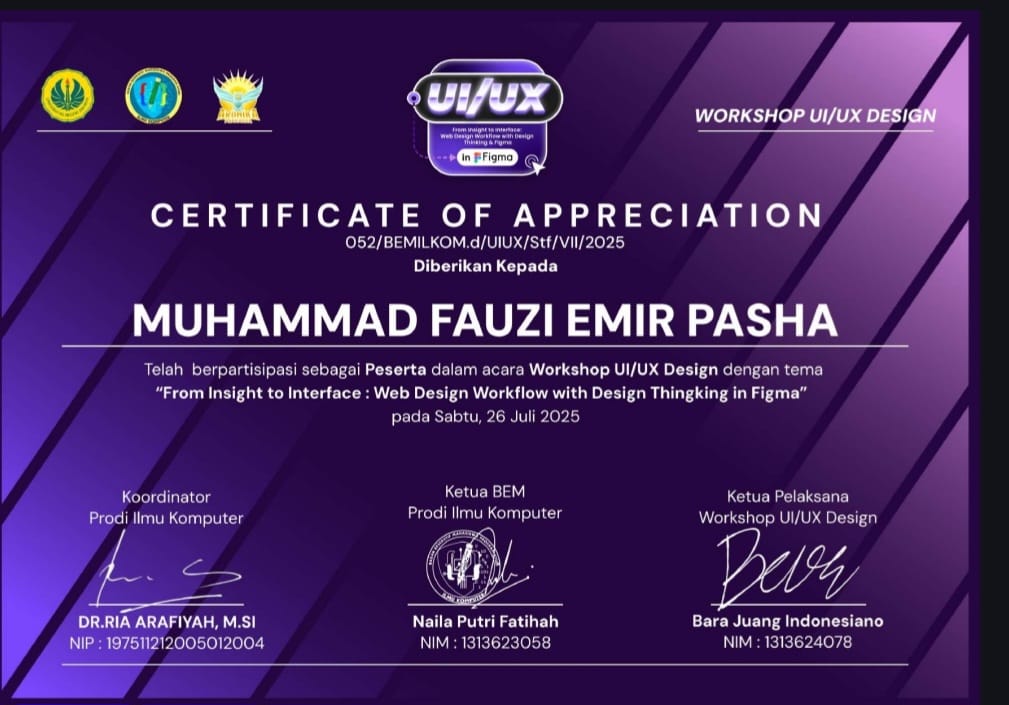 UI/UX
From Insight to Interface:
Web Design Workflow with Design
Thinking & Figma
in Figma
WORKSHOP UI/UX DESIGN
CERTIFICATE OF APPRECIATION
052/BEMILKOM.d/UIUX/Stf/VII/2025
Diberikan Kepada
MUHAMMAD FAUZI EMIR PASHA
Telah berpartisipasi sebagai Peserta dalam acara Workshop UI/UX Design dengan tema
“From Insight to Interface : Web Design Workflow with Design Thingking in Figma”
pada Sabtu, 26 Juli 2025
Koordinator
Prodi Ilmu Komputer
DR.RIA ARAFIYAH, M.SI
NIP : 197511212005012004
Ketua BEM
Prodi Ilmu Komputer
ILMU KOMPUTER
Naila Putri Fatihah
NIM : 1313623058
Ketua Pelaksana
Workshop UI/UX Design
Bara Juang Indonesiano
NIM : 1313624078